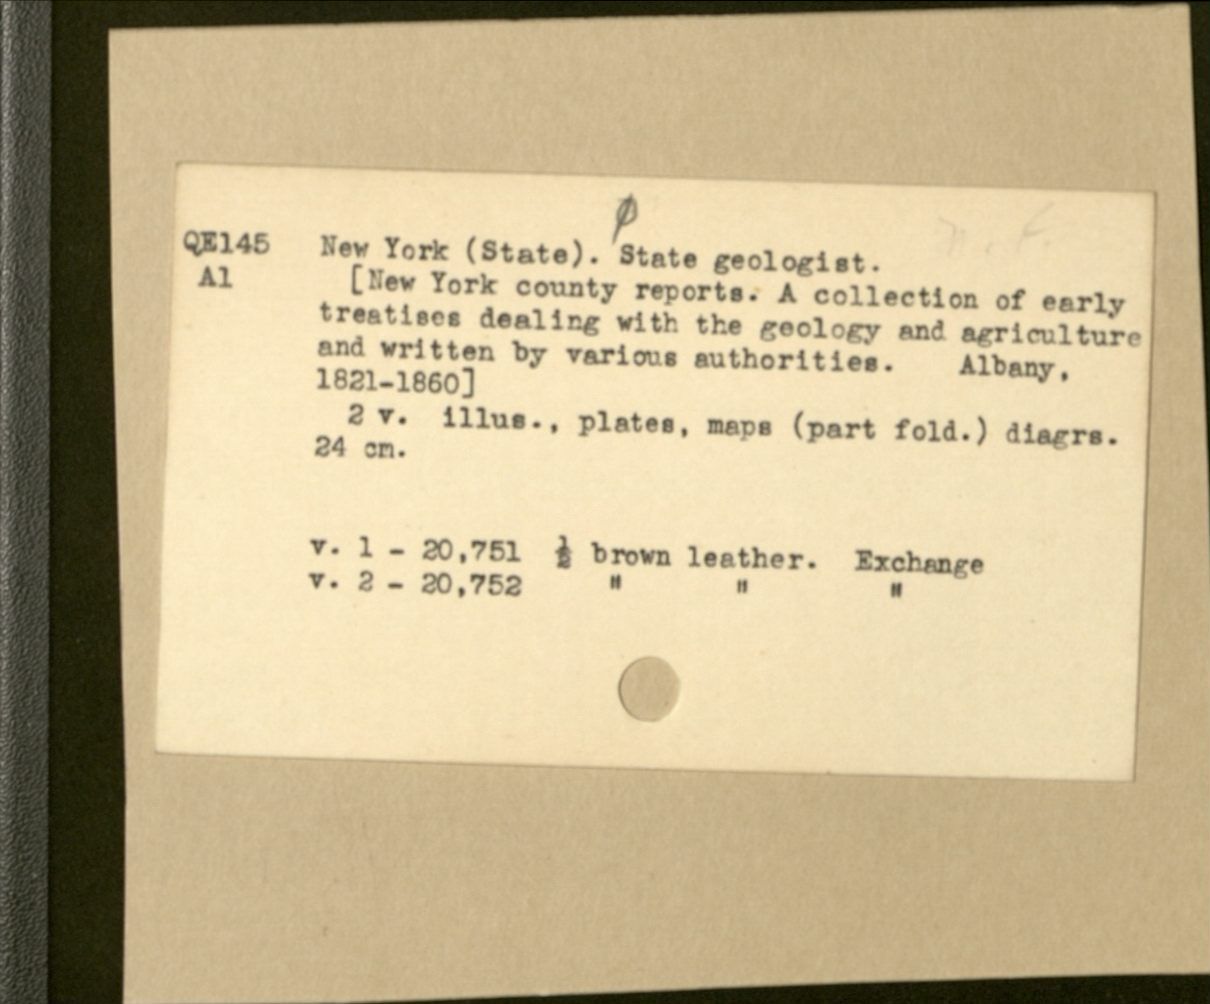 QE145 New York (State). State geologist.
A1 [New York county reports. A collection of early
treatises dealing with the geology and agriculture
and written by various authorities. Albany,
1821-1860]
2 v. illus., plates, maps (part fold.) diagrs.
24 cm.
v. 1 - 20,751 ½ brown leather. Exchange
v. 2 - 20,752 " " "